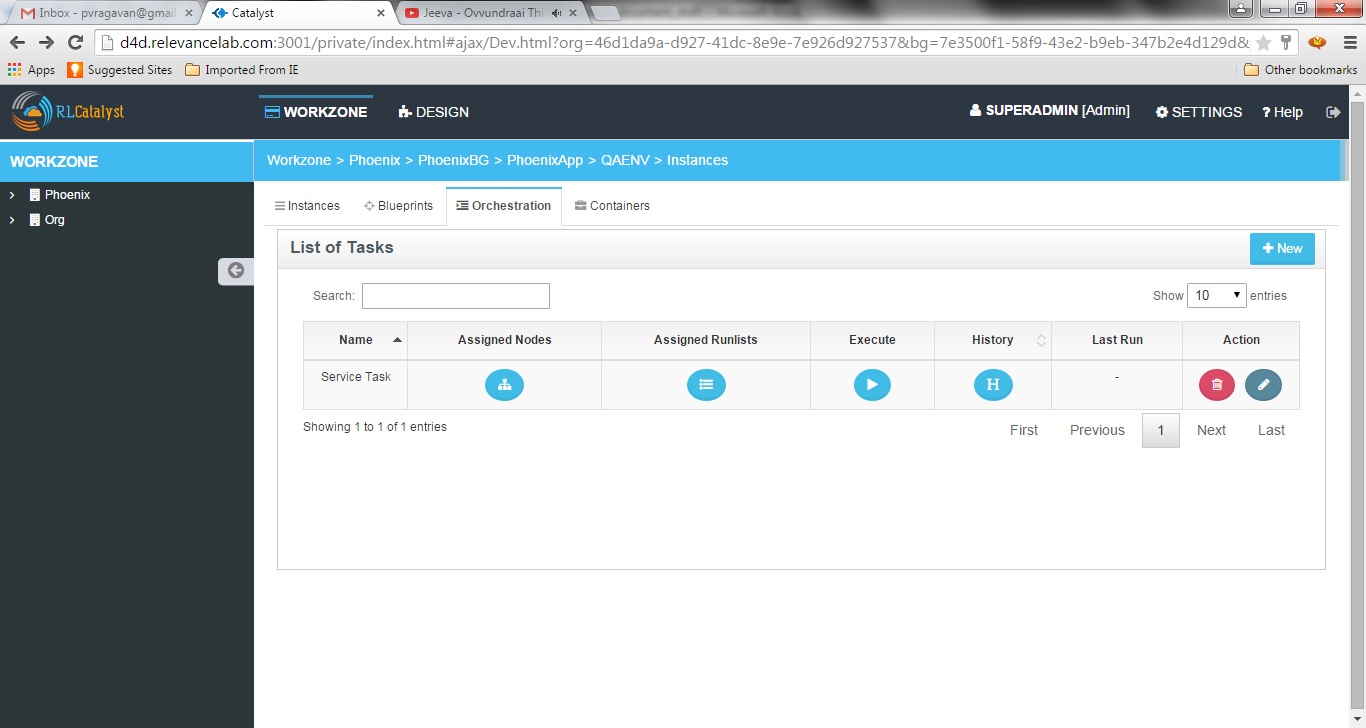 Inbox - pvragavan@gmail
Catalyst
Jeeva - Ovvundraai Thi
d4d.relevancelab.com:3001/private/index.html#ajax/Dev.html?org=46d1da9a-d927-41dc-8e9e-7e926d927537&bg=7e3500f1-58f9-43e2-b9eb-347b2e4d129d&
Apps Suggested Sites Imported From IE Other bookmarks
RLCatalyst WORKZONE DESIGN SUPERADMIN [Admin] SETTINGS ? Help
WORKZONE
Workzone > Phoenix > PhoenixBG > PhoenixApp > QAENV > Instances
Phoenix
Org
Instances Blueprints Orchestration Containers
List of Tasks
+ New
Search:
Show 10 entries
Name Assigned Nodes Assigned Runlists Execute History Last Run Action
Service Task H -
Showing 1 to 1 of 1 entries
First Previous 1 Next Last